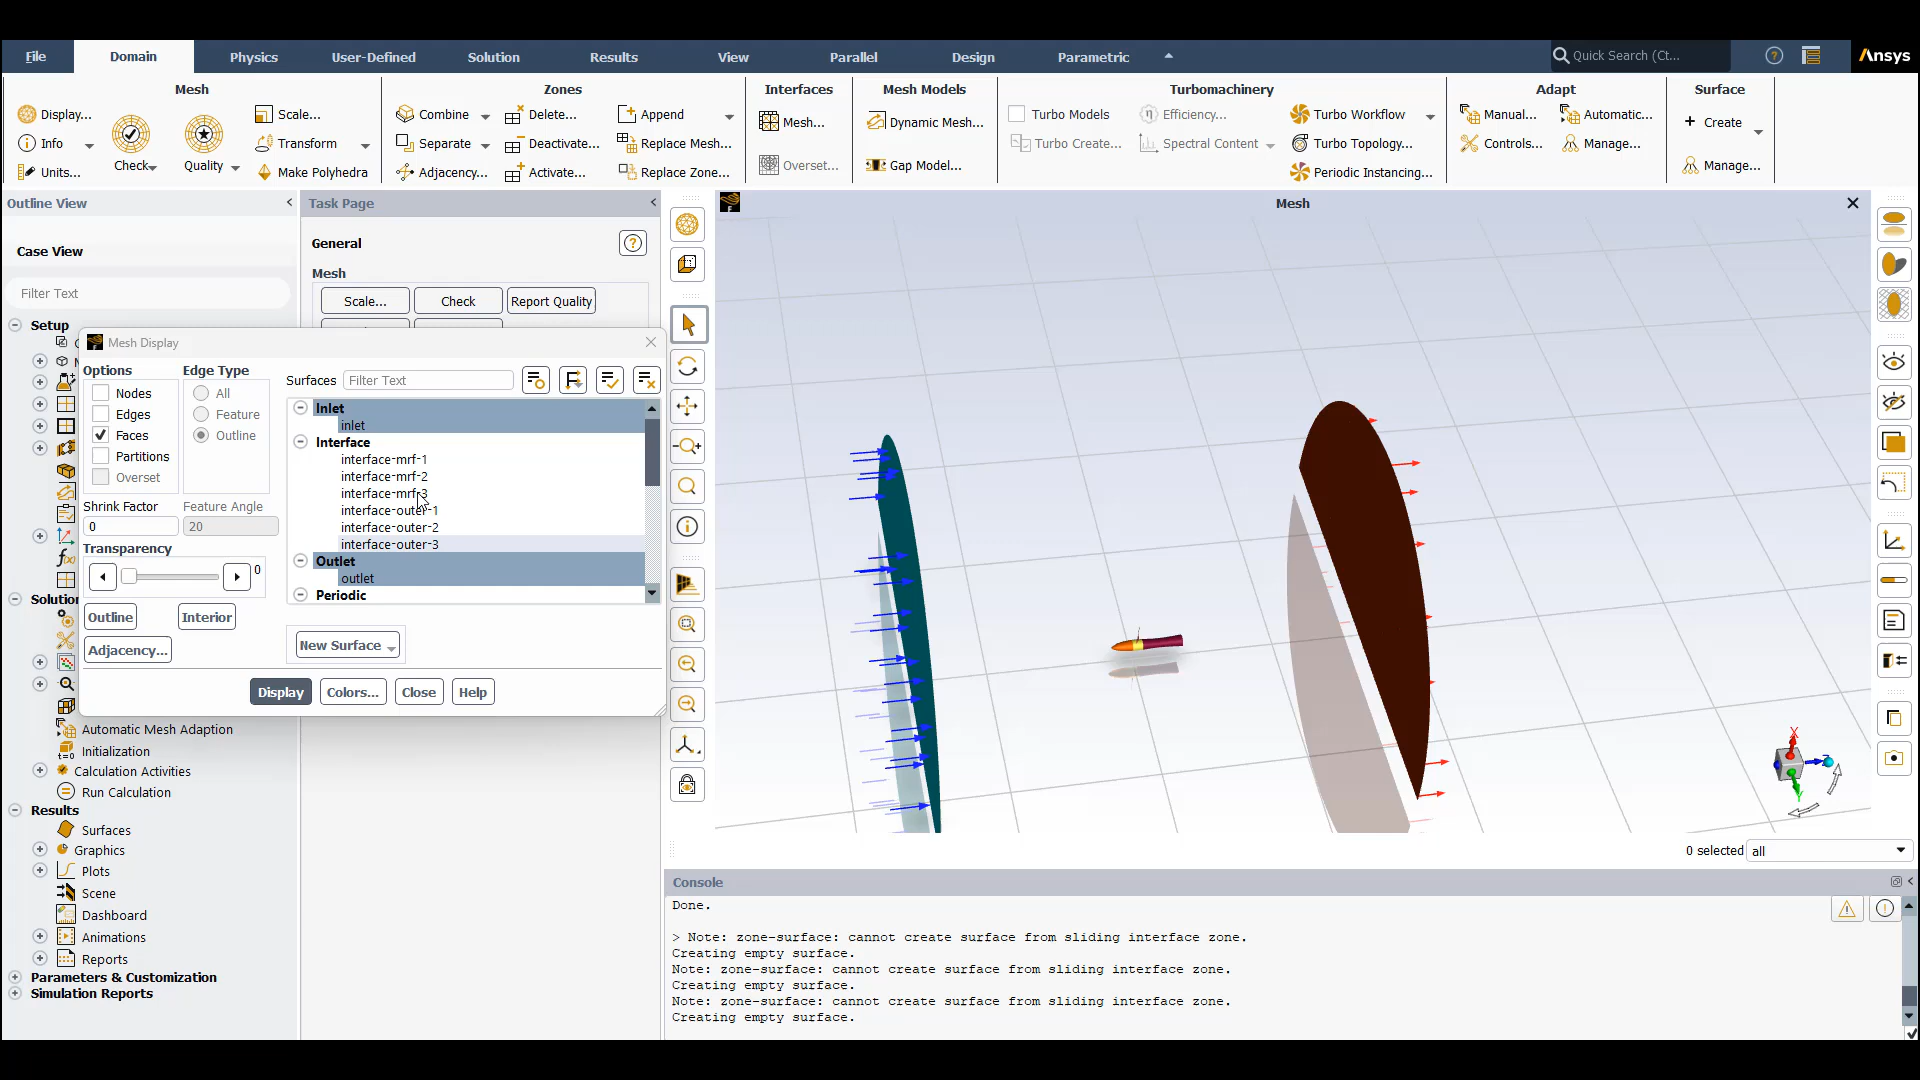 File
Domain
Physics
User-Defined
Solution
Results
View
Parallel
Design
Parametric
Quick Search (Ct...
Ansys
Mesh
Display...
Info
Units...
Check
Quality
Scale...
Transform
Make Polyhedra
Zones
Combine
Separate
Adjacency...
Delete...
Deactivate...
Activate...
Append
Replace Mesh...
Replace Zone...
Interfaces
Mesh...
Overset...
Mesh Models
Dynamic Mesh...
Gap Model...
Turbomachinery
Turbo Models
Turbo Create...
Efficiency...
Spectral Content
Turbo Workflow
Turbo Topology...
Periodic Instancing...
Adapt
Manual...
Controls...
Automatic...
Manage...
Surface
Create
Manage...
Outline View
Case View
Filter Text
Setup
Solution
Automatic Mesh Adaption
Initialization
Calculation Activities
Run Calculation
Results
Surfaces
Graphics
Plots
Scene
Dashboard
Animations
Reports
Parameters & Customization
Simulation Reports
Task Page
General
Mesh
Scale...
Check
Report Quality
Mesh Display
Options
Nodes
Edges
Faces
Partitions
Overset
Edge Type
All
Feature
Outline
Shrink Factor
0
Feature Angle
20
Transparency
0
Outline
Interior
Adjacency...
Surfaces
Filter Text
Inlet
inlet
Interface
interface-mrf-1
interface-mrf-2
interface-mrf-3
interface-outer-1
interface-outer-2
interface-outer-3
Outlet
outlet
Periodic
New Surface
Display
Colors...
Close
Help
Mesh
X
Y
0 selected
all
Console
Done.
> Note: zone-surface: cannot create surface from sliding interface zone.
Creating empty surface.
Note: zone-surface: cannot create surface from sliding interface zone.
Creating empty surface.
Note: zone-surface: cannot create surface from sliding interface zone.
Creating empty surface.